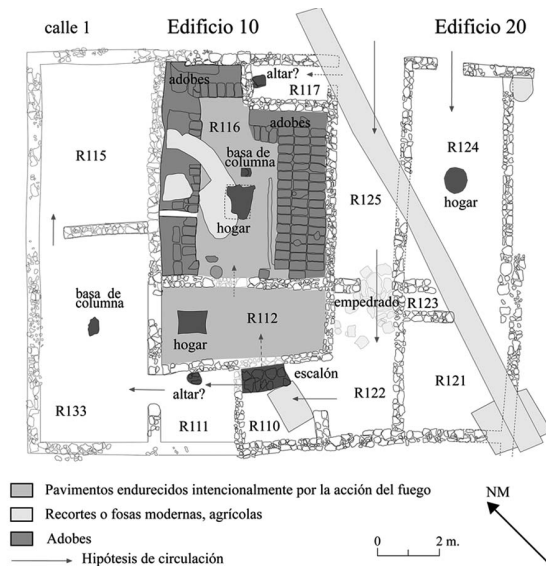 calle 1
Edificio 10
Edificio 20
adobes
altar?
R117
R116
adobes
R124
R115
basa de
columna
hogar
R125
hogar
basa de
columna
empedrado
R123
R112
hogar
escalón
altar?
R122
R121
R133
R111
R110
Pavimentos endurecidos intencionalmente por la acción del fuego
Recortes o fosas modernas, agrícolas
Adobes
Hipótesis de circulación
0 2 m.
NM